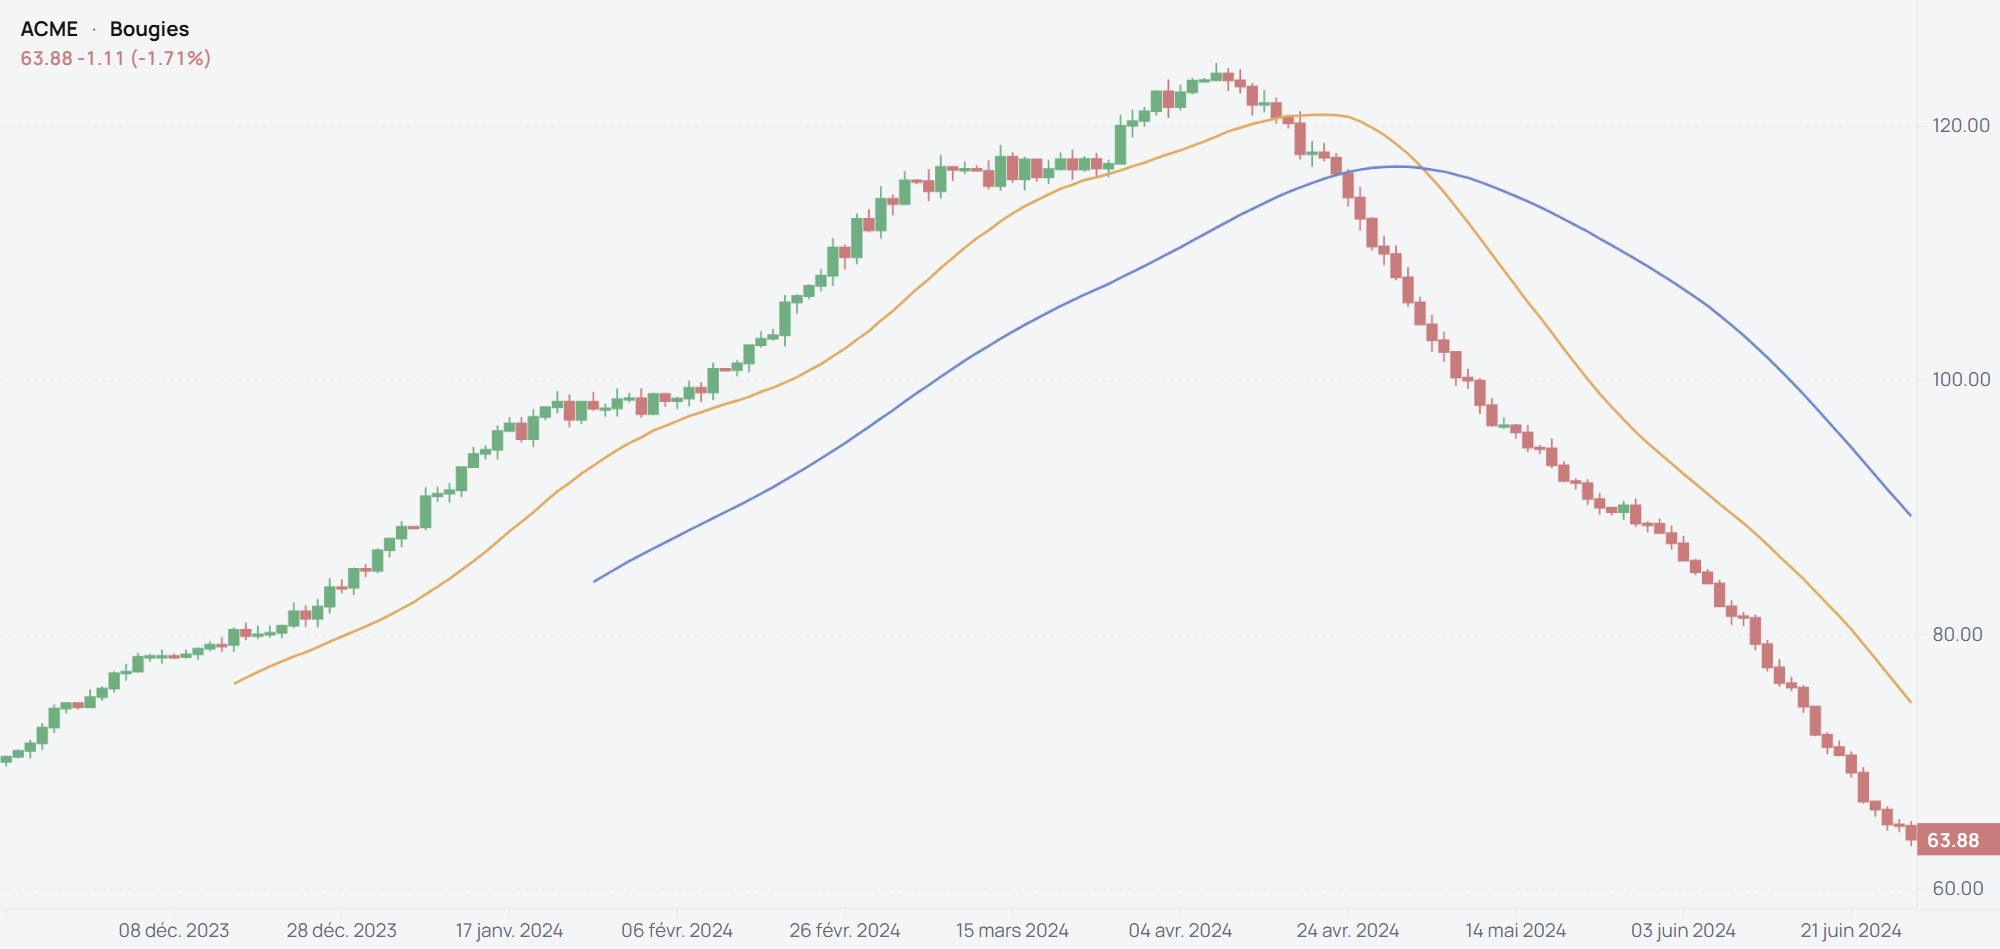 ACME · Bougies
63.88 -1.11 (-1.71%)
120.00
100.00
80.00
63.88
60.00
08 déc. 2023 28 déc. 2023 17 janv. 2024 06 févr. 2024 26 févr. 2024 15 mars 2024 04 avr. 2024 24 avr. 2024 14 mai 2024 03 juin 2024 21 juin 2024